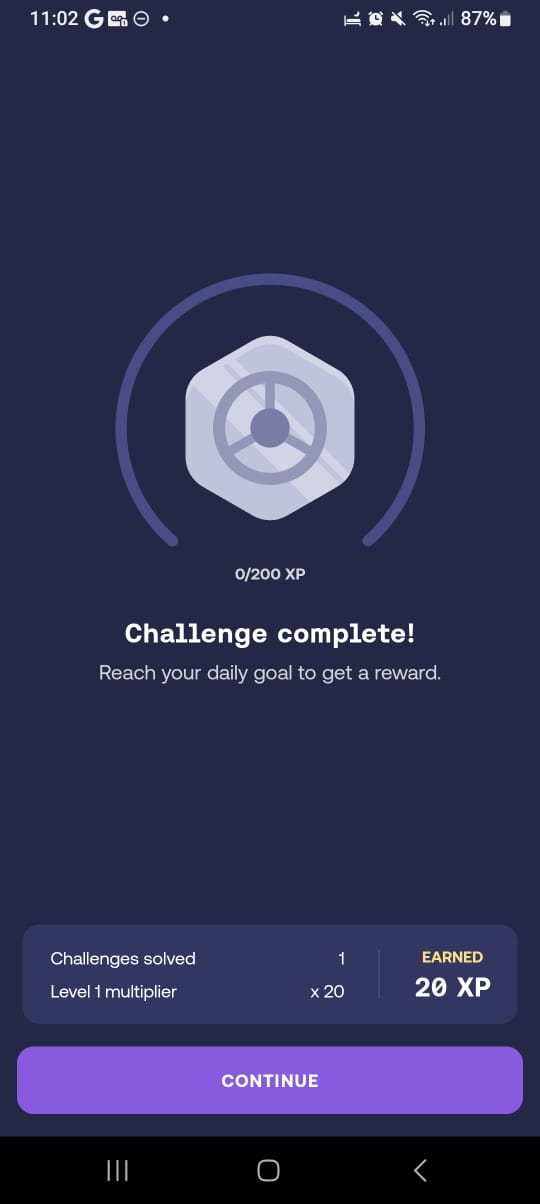 11:02
87%
0/200 XP
Challenge complete!
Reach your daily goal to get a reward.
Challenges solved 1
Level 1 multiplier x 20
EARNED
20 XP
CONTINUE